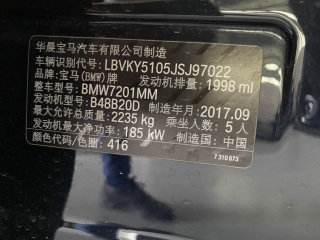 华晨宝马汽车有限公司制造
车辆识别代号: LBVKY5105JSJ97022
品牌: 宝马(BMW)牌 发动机排量: 1998 ml
整车型号: BMW7201MM
发动机型号: B48B20D 制造年月: 2017.09
最大允许总质量: 2235 kg 乘坐人数: 5 人
发动机最大净功率: 185 kW 制造国: 中国
颜色代码/色圈: 416
7 310 673